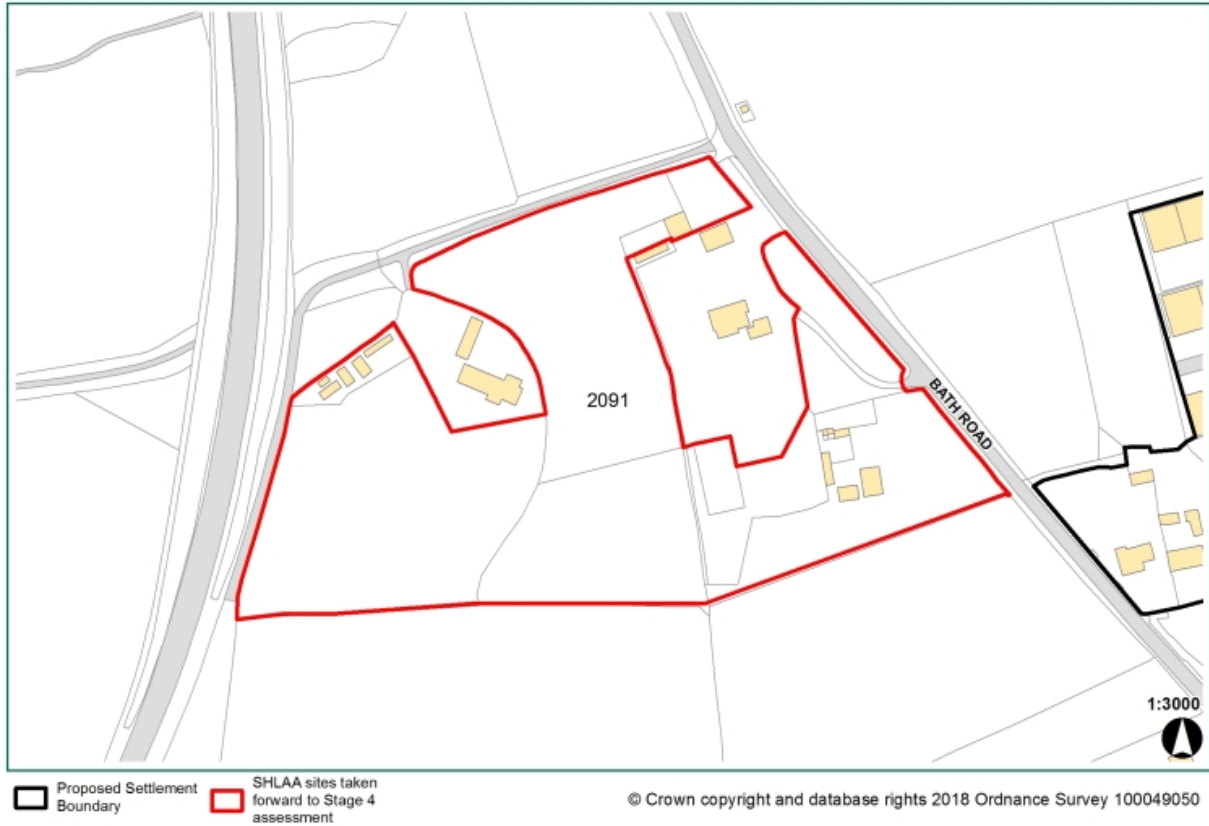 2091
BATH ROAD
1:3000
Proposed Settlement
Boundary
SHLAA sites taken
forward to Stage 4
assessment
© Crown copyright and database rights 2018 Ordnance Survey 100049050